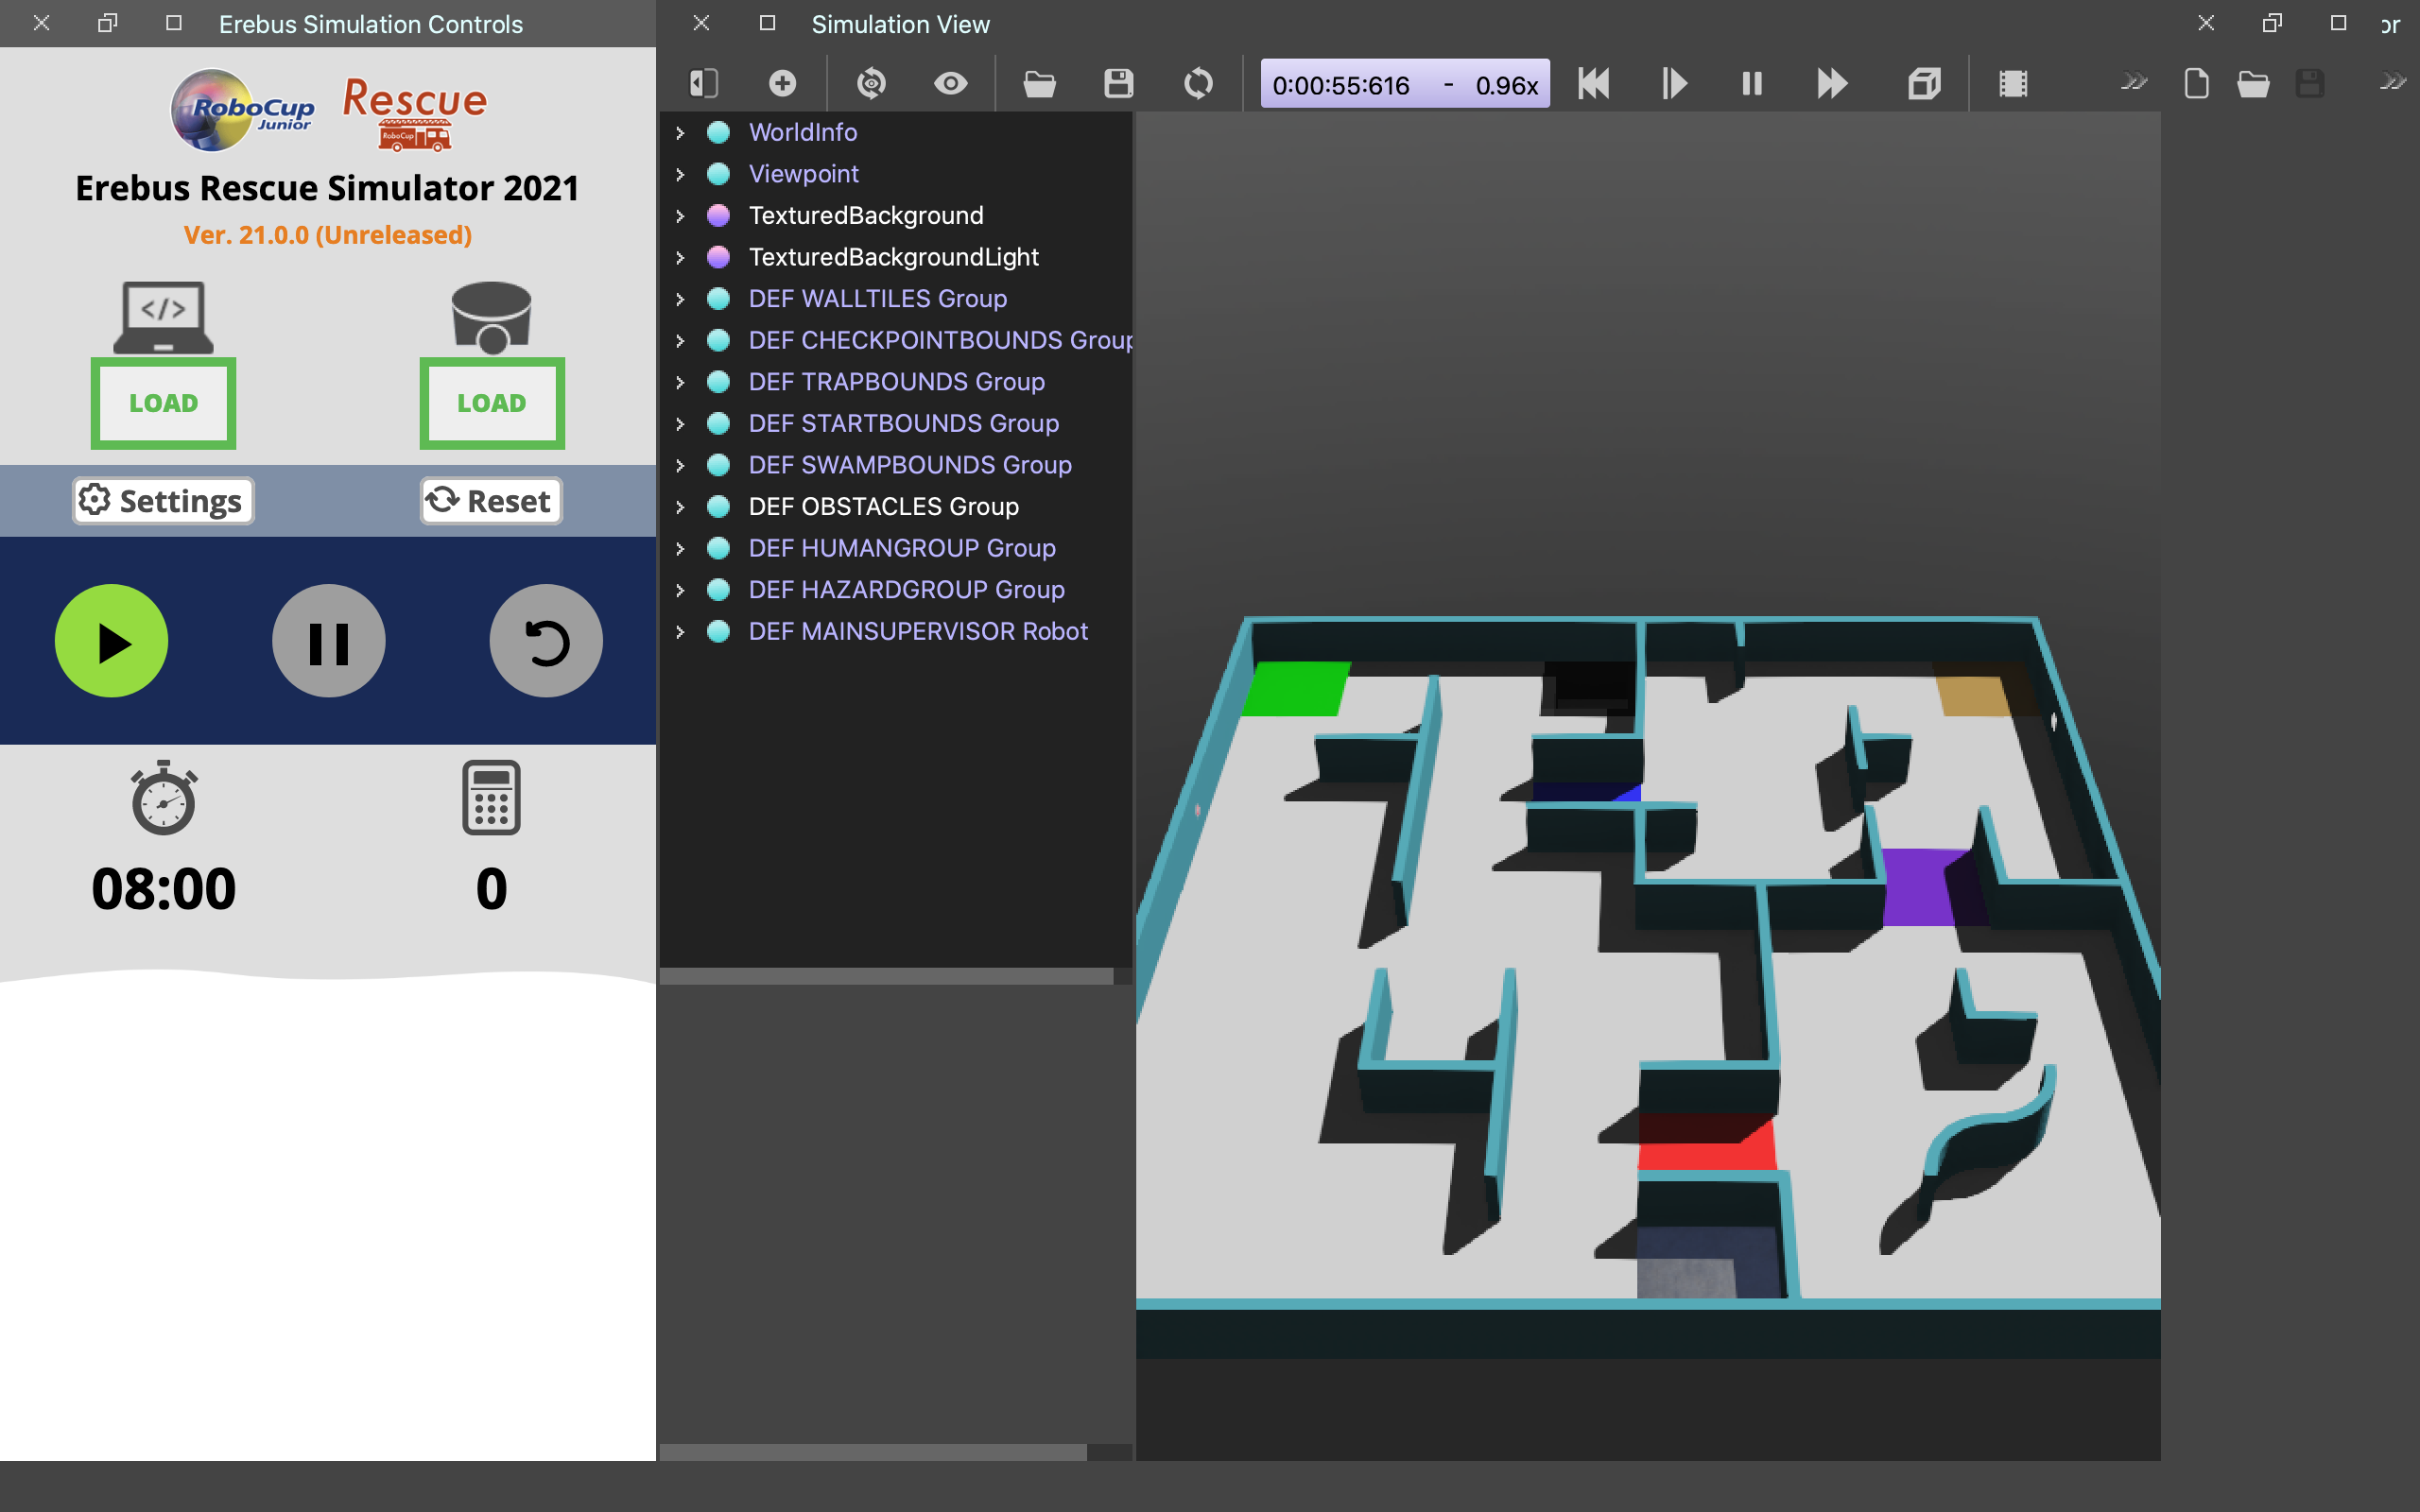 Erebus Simulation Controls
RoboCup
Junior
Rescue
RoboCup
Erebus Rescue Simulator 2021
Ver. 21.0.0 (Unreleased)
</>
LOAD
LOAD
Settings
Reset
08:00
0
Simulation View
0:00:55:616 - 0.96x
WorldInfo
Viewpoint
TexturedBackground
TexturedBackgroundLight
DEF WALLTILES Group
DEF CHECKPOINTBOUNDS Group
DEF TRAPBOUNDS Group
DEF STARTBOUNDS Group
DEF SWAMPBOUNDS Group
DEF OBSTACLES Group
DEF HUMANGROUP Group
DEF HAZARDGROUP Group
DEF MAINSUPERVISOR Robot
or